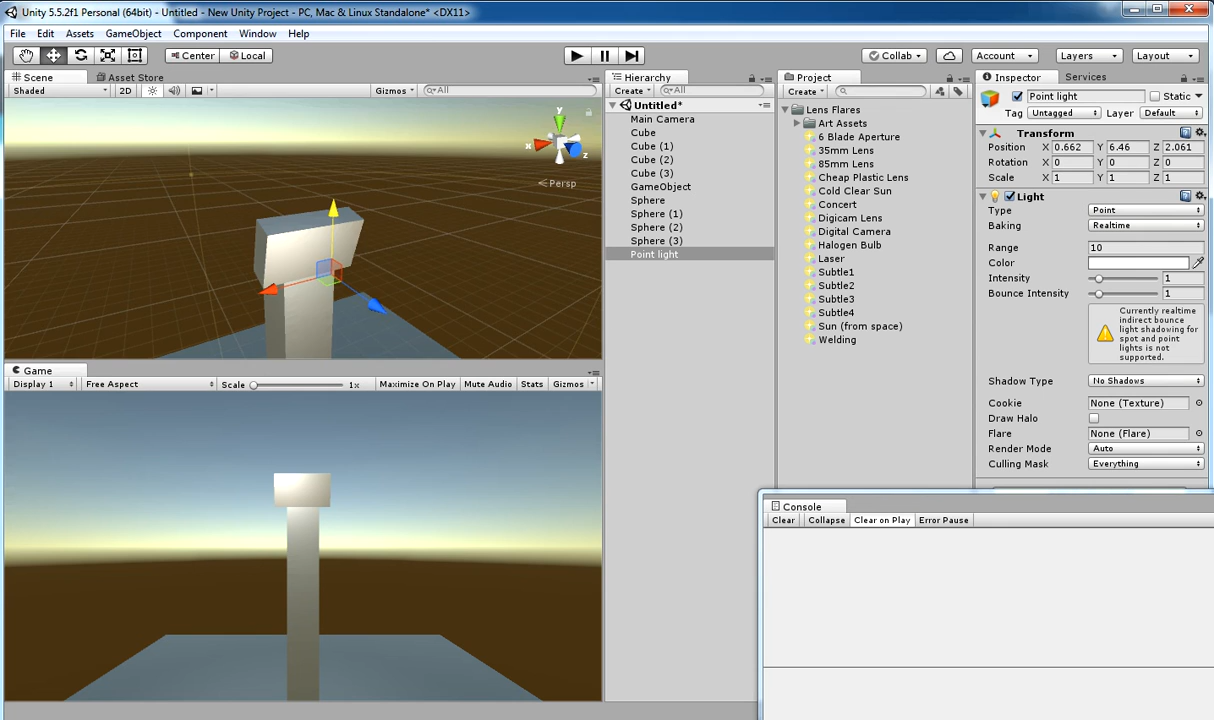 Unity 5.5.2f1 Personal (64bit) - Untitled - New Unity Project - PC, Mac & Linux Standalone* <DX11>
File Edit Assets GameObject Component Window Help
Center Local Collab Account Layers Layout
Scene Asset Store
Shaded 2D Gizmos All
y
x
z
Persp
Game
Display 1 Free Aspect Scale 1x Maximize On Play Mute Audio Stats Gizmos
Hierarchy
Create All
Untitled*
Main Camera
Cube
Cube (1)
Cube (2)
Cube (3)
GameObject
Sphere
Sphere (1)
Sphere (2)
Sphere (3)
Point light
Project
Create
Lens Flares
Art Assets
6 Blade Aperture
35mm Lens
85mm Lens
Cheap Plastic Lens
Cold Clear Sun
Concert
Digicam Lens
Digital Camera
Halogen Bulb
Laser
Subtle1
Subtle2
Subtle3
Subtle4
Sun (from space)
Welding
Inspector Services
Point light Static
Tag Untagged Layer Default
Transform
Position X 0.662 Y 6.46 Z 2.061
Rotation X 0 Y 0 Z 0
Scale X 1 Y 1 Z 1
Light
Type Point
Baking Realtime
Range 10
Color
Intensity 1
Bounce Intensity 1
Currently realtime
indirect bounce
light shadowing for
spot and point
lights is not
supported.
Shadow Type No Shadows
Cookie None (Texture)
Draw Halo
Flare None (Flare)
Render Mode Auto
Culling Mask Everything
Console
Clear Collapse Clear on Play Error Pause